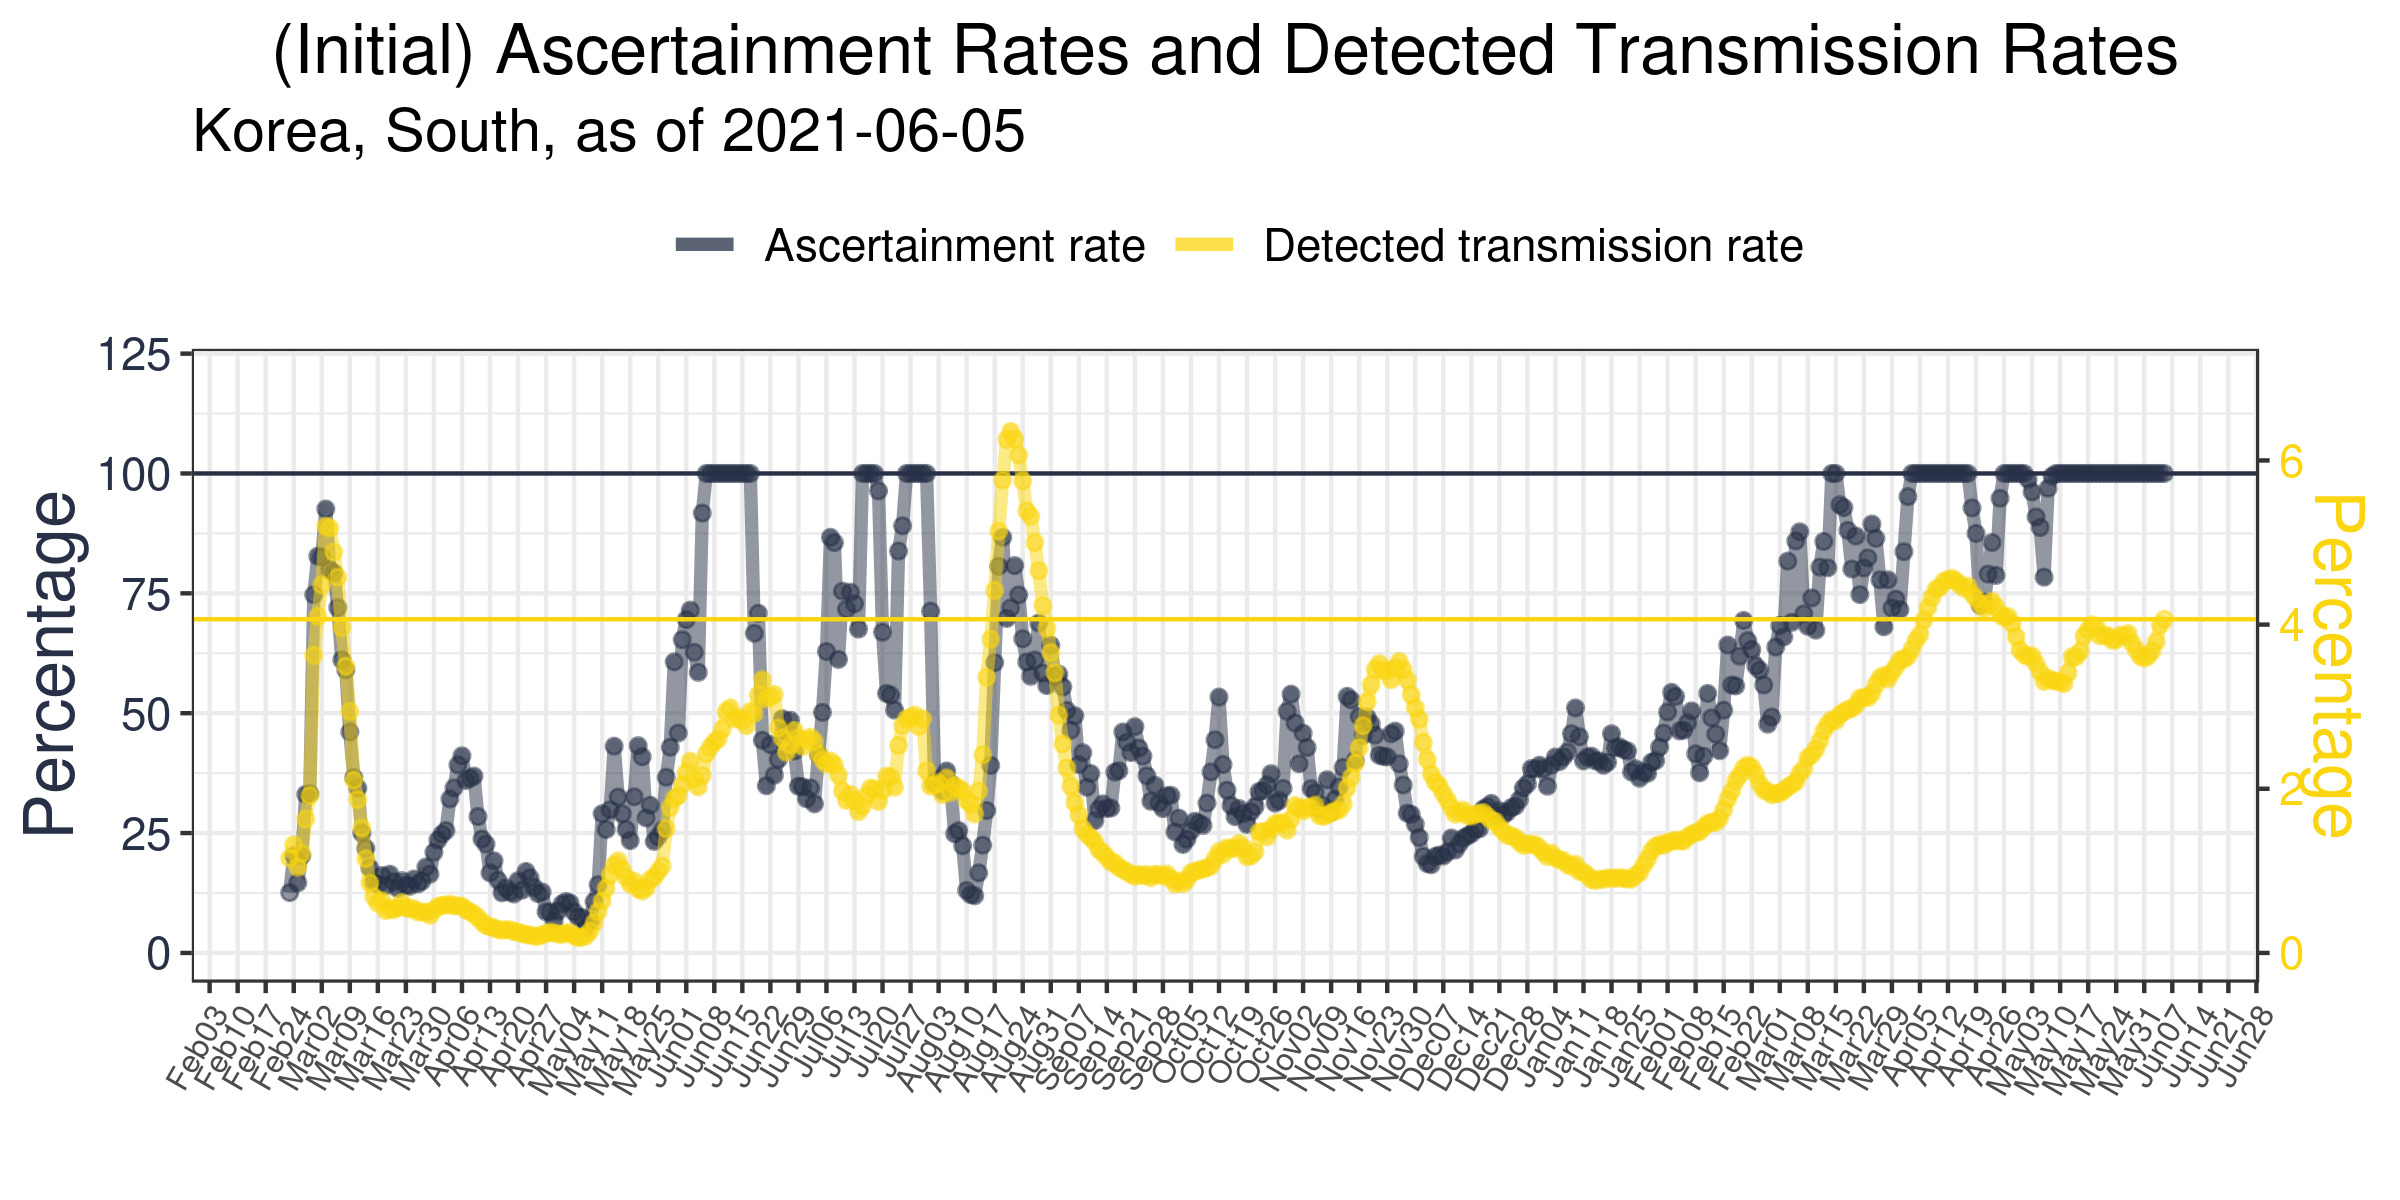 (Initial) Ascertainment Rates and Detected Transmission Rates
Korea, South, as of 2021-06-05
Ascertainment rate
Detected transmission rate
Percentage
125
100
75
50
25
0
6
4
2
0
Percentage
Feb03
Feb10
Feb17
Feb24
Mar02
Mar09
Mar16
Mar23
Mar30
Apr06
Apr13
Apr20
Apr27
May04
May11
May18
May25
Jun01
Jun08
Jun15
Jun22
Jun29
Jul06
Jul13
Jul20
Jul27
Aug03
Aug10
Aug17
Aug24
Aug31
Sep07
Sep14
Sep21
Sep28
Oct05
Oct12
Oct19
Oct26
Nov02
Nov09
Nov16
Nov23
Nov30
Dec07
Dec14
Dec21
Dec28
Jan04
Jan11
Jan18
Jan25
Feb01
Feb08
Feb15
Feb22
Mar01
Mar08
Mar15
Mar22
Mar29
Apr05
Apr12
Apr19
Apr26
May03
May10
May17
May24
May31
Jun07
Jun14
Jun21
Jun28